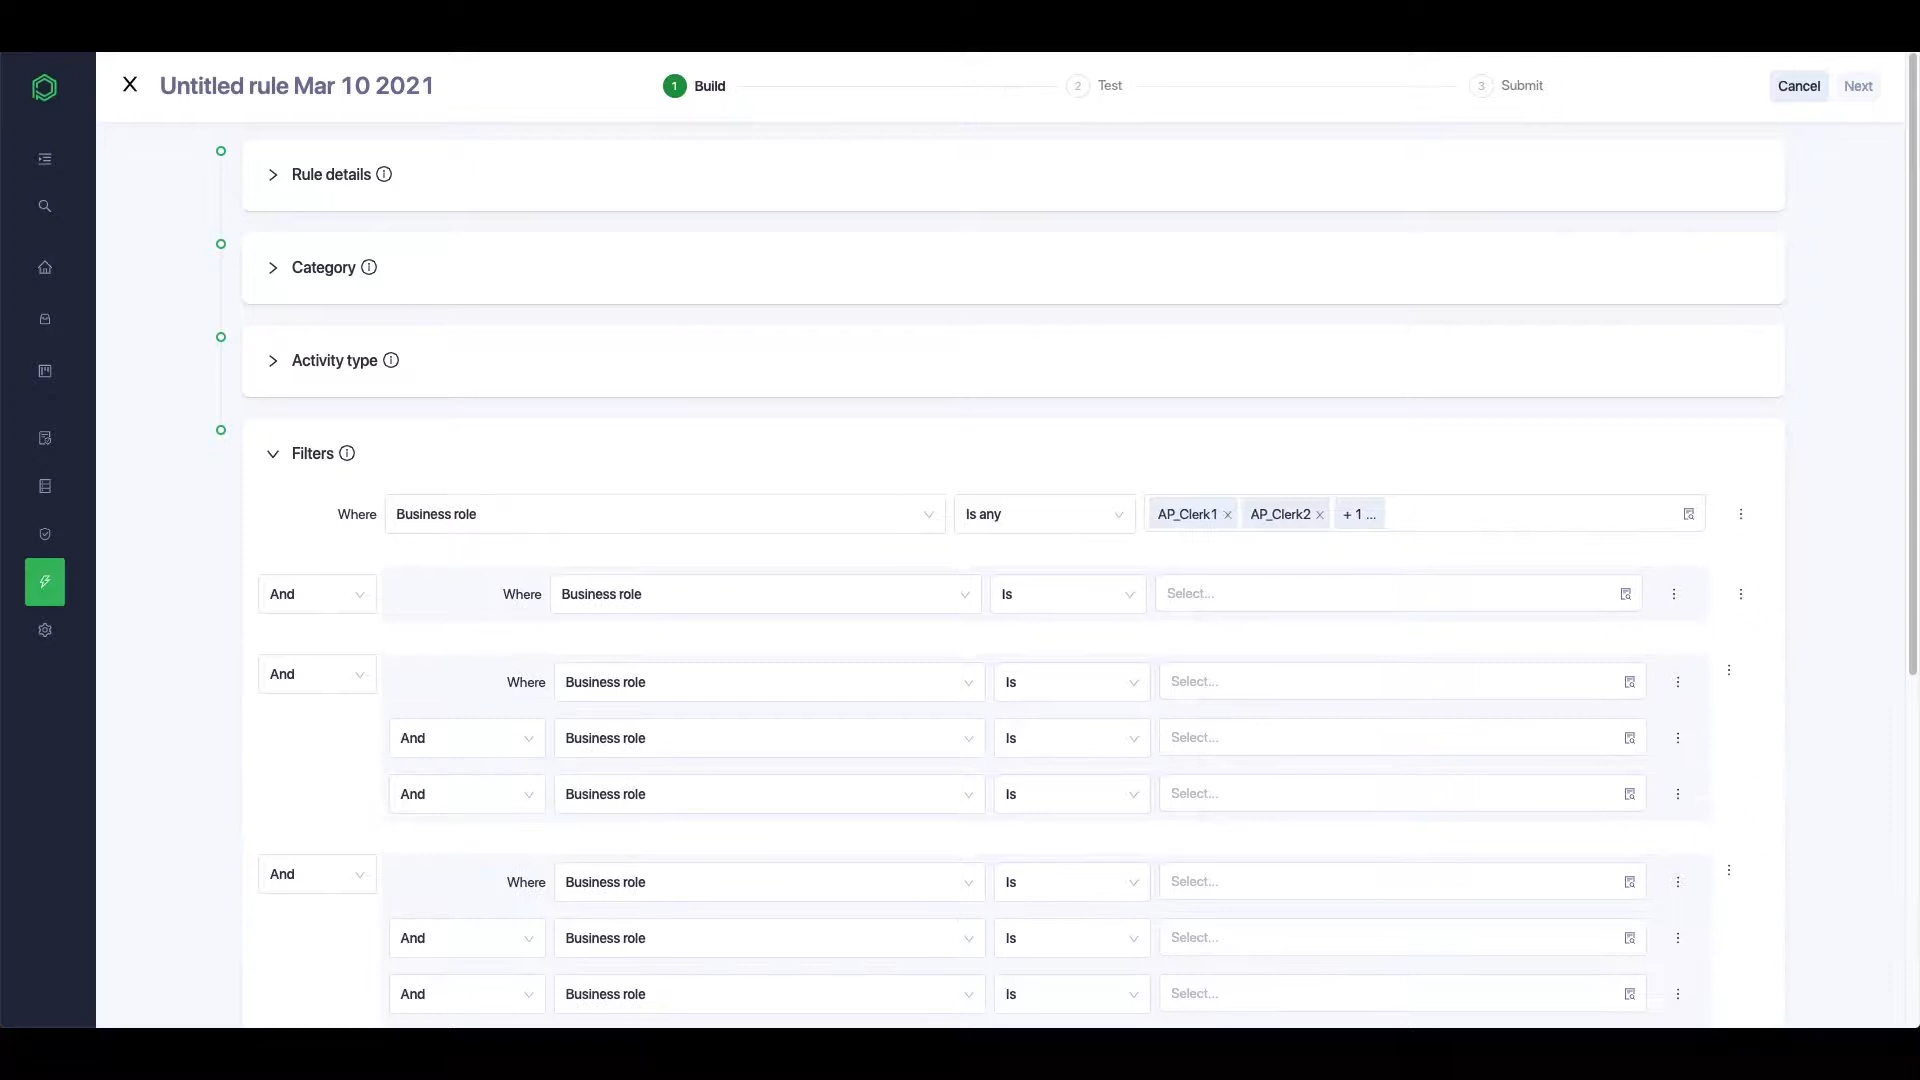 Untitled rule Mar 10 2021
1 Build
2 Test
3 Submit
Cancel Next
Rule details
Category
Activity type
Filters
Where Business role Is any AP_Clerk1 AP_Clerk2 + 1 ...
And Where Business role Is Select...
And Where Business role Is Select...
And Business role Is Select...
And Business role Is Select...
And Where Business role Is Select...
And Business role Is Select...
And Business role Is Select...